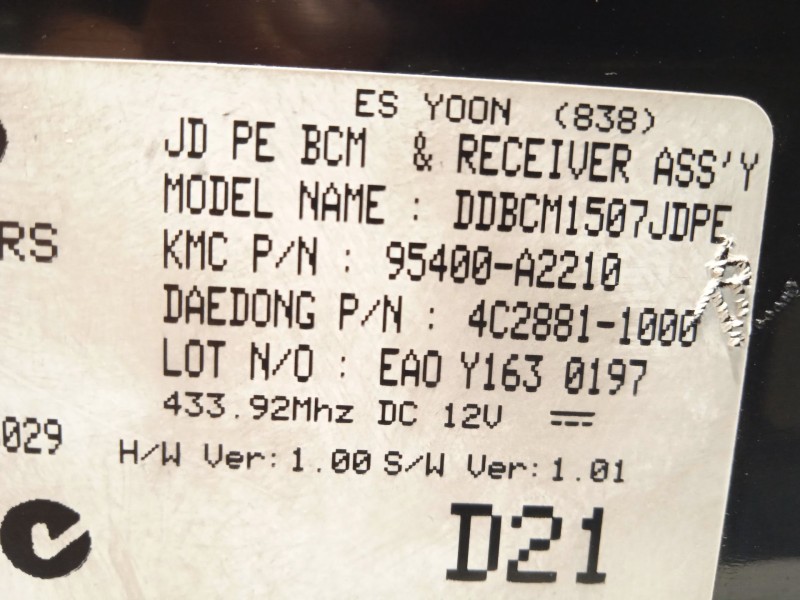 ES YOON (838)
JD PE BCM & RECEIVER ASS'Y
MODEL NAME : DDBCM1507JDPE
RS
KMC P/N : 95400-A2210
DAEDONG P/N : 4C2881-1000
LOT N/O : EAO Y163 0197
433.92Mhz DC 12V
029
H/W Ver:1.00 S/W Ver:1.01
D21